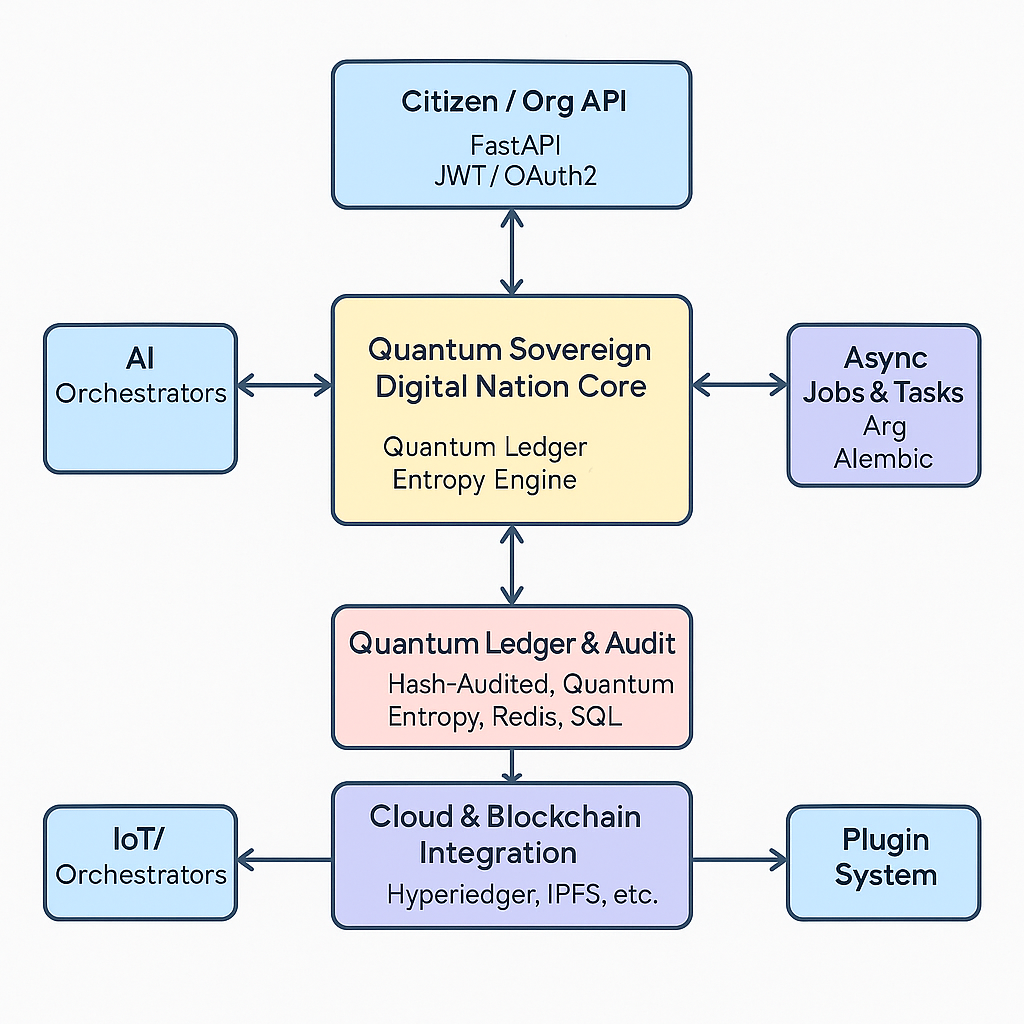 Citizen / Org API
FastAPI
JWT / OAuth2
AI
Orchestrators
Quantum Sovereign
Digital Nation Core
Quantum Ledger
Entropy Engine
Async
Jobs & Tasks
Arg
Alembic
Quantum Ledger & Audit
Hash-Audited, Quantum
Entropy, Redis, SQL
IoT/
Orchestrators
Cloud & Blockchain
Integration
Hyperiedger, IPFS, etc.
Plugin
System